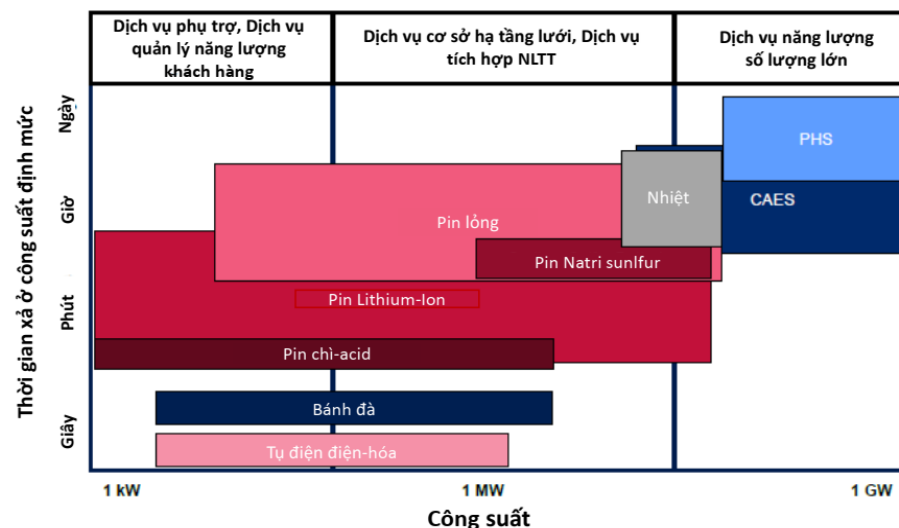 Dịch vụ phụ trợ, Dịch vụ
quản lý năng lượng
khách hàng
Dịch vụ cơ sở hạ tầng lưới, Dịch vụ
tích hợp NLTT
Dịch vụ năng lượng
số lượng lớn
Thời gian xả ở công suất định mức
Ngày
Giờ
Phút
Giây
PHS
CAES
Nhiệt
Pin lỏng
Pin Natri sunlfur
Pin Lithium-Ion
Pin chì-acid
Bánh đà
Tụ điện điện-hóa
1 kW
1 MW
1 GW
Công suất